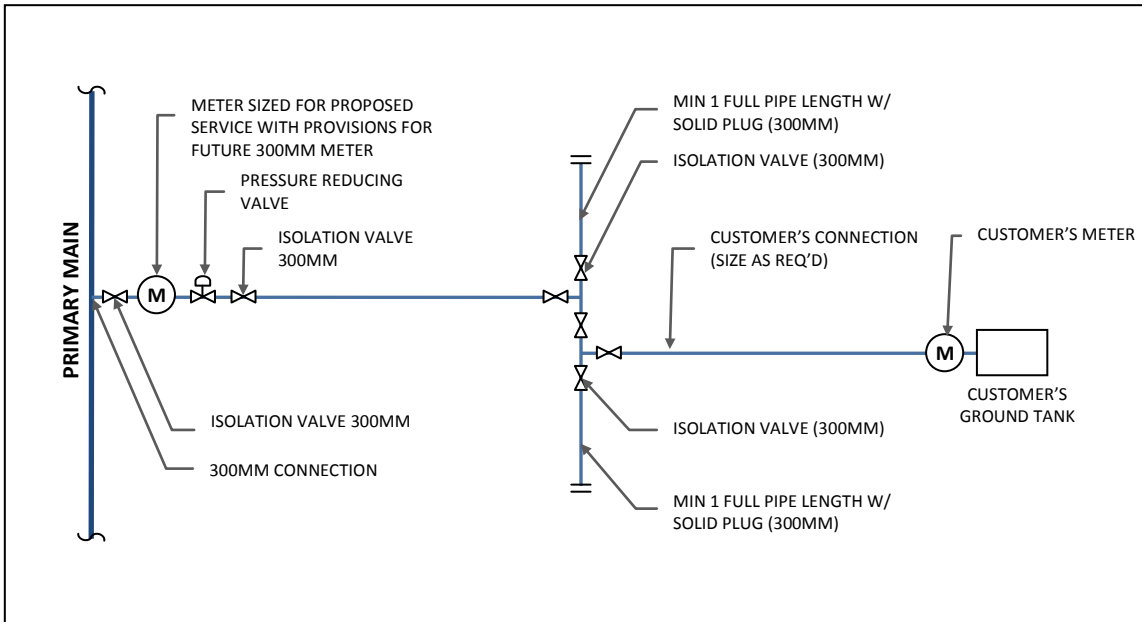 METER SIZED FOR PROPOSED
SERVICE WITH PROVISIONS FOR
FUTURE 300MM METER
PRESSURE REDUCING
VALVE
ISOLATION VALVE
300MM
PRIMARY MAIN
M
ISOLATION VALVE 300MM
300MM CONNECTION
MIN 1 FULL PIPE LENGTH W/
SOLID PLUG (300MM)
ISOLATION VALVE (300MM)
CUSTOMER'S CONNECTION
(SIZE AS REQ'D)
CUSTOMER'S METER
M
CUSTOMER'S
GROUND TANK
ISOLATION VALVE (300MM)
MIN 1 FULL PIPE LENGTH W/
SOLID PLUG (300MM)